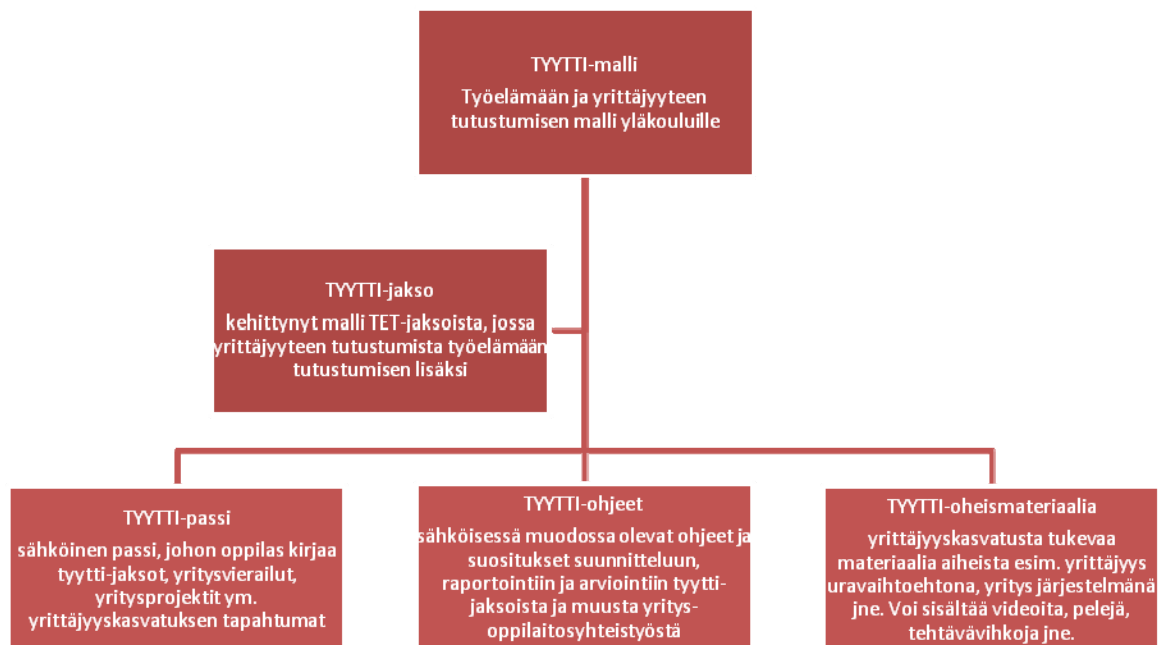 TYYTTI-malli
Työelämään ja yrittäjyyteen
tutustumisen malli yläkouluille
TYYTTI-jakso
kehittynyt malli TET-jaksoista, jossa
yrittäjyyteen tutustumista työelämään
tutustumisen lisäksi
TYYTTI-passi
sähköinen passi, johon oppilas kirjaa
tyytti-jaksot, yritysvierailut,
yritysprojektit ym.
yrittäjyyskasvatuksen tapahtumat
TYYTTI-ohjeet
sähköisessä muodossa olevat ohjeet ja
suositukset suunnitteluun,
raportointiin ja arviointiin tyytti-
jaksoista ja muusta yritys-
oppilaitosyhteistyöstä
TYYTTI-oheismateriaalia
yrittäjyyskasvatusta tukevaa
materiaalia aiheista esim. yrittäjyys
uravaihtoehtona, yritys järjestelmänä
jne. Voi sisältää videoita, pelejä,
tehtävävihkoja jne.